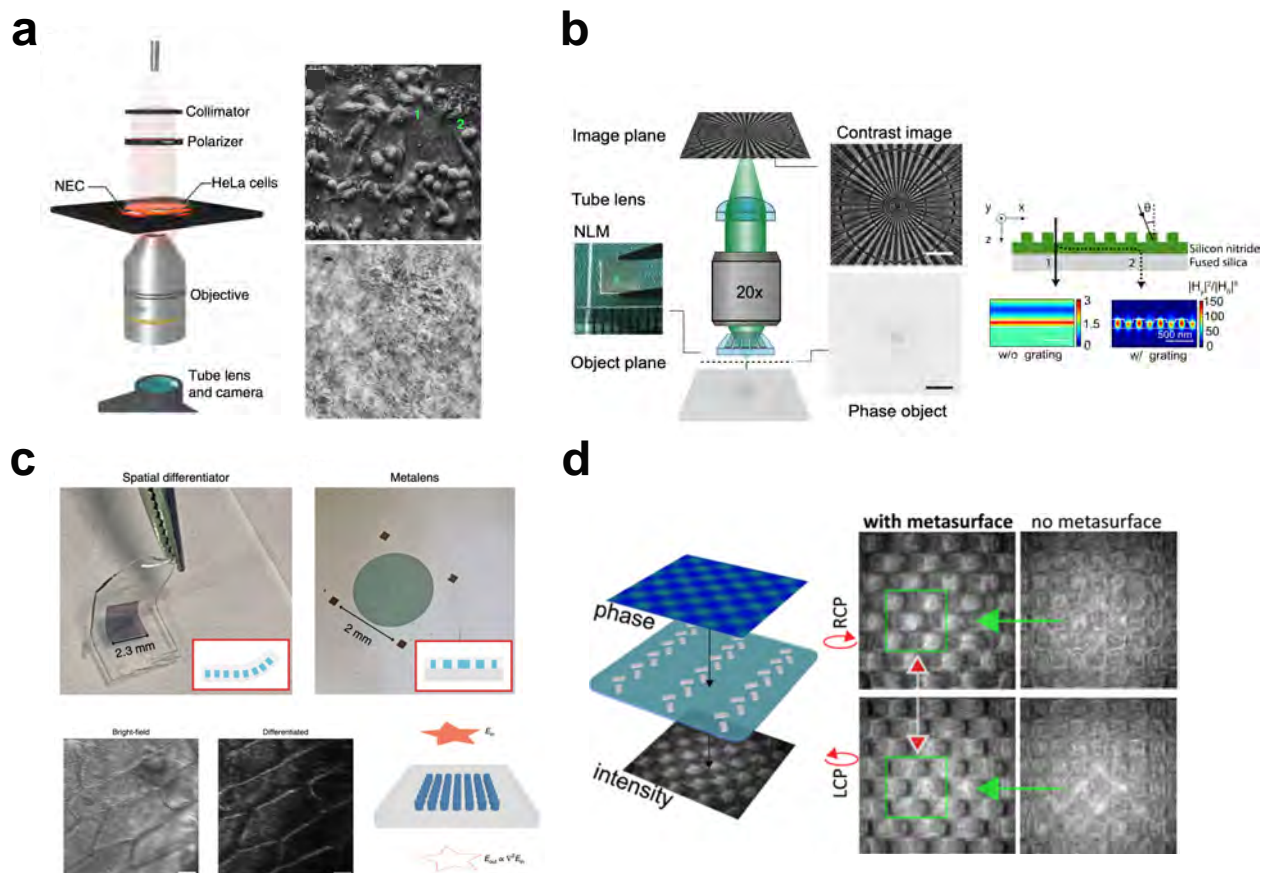 a
Collimator
Polarizer
NEC
HeLa cells
Objective
Tube lens
and camera
1
2
b
Image plane
Contrast image
Tube lens
NLM
20x
Object plane
Phase object
y
x
z
θ
Silicon nitride
Fused silica
1
2
3
1.5
0
w/o grating
150
100
50
0
500 nm
w/ grating
c
Spatial differentiator
Metalens
2.3 mm
2 mm
Bright-field
Differentiated
d
with metasurface
no metasurface
phase
intensity
RCP
LCP